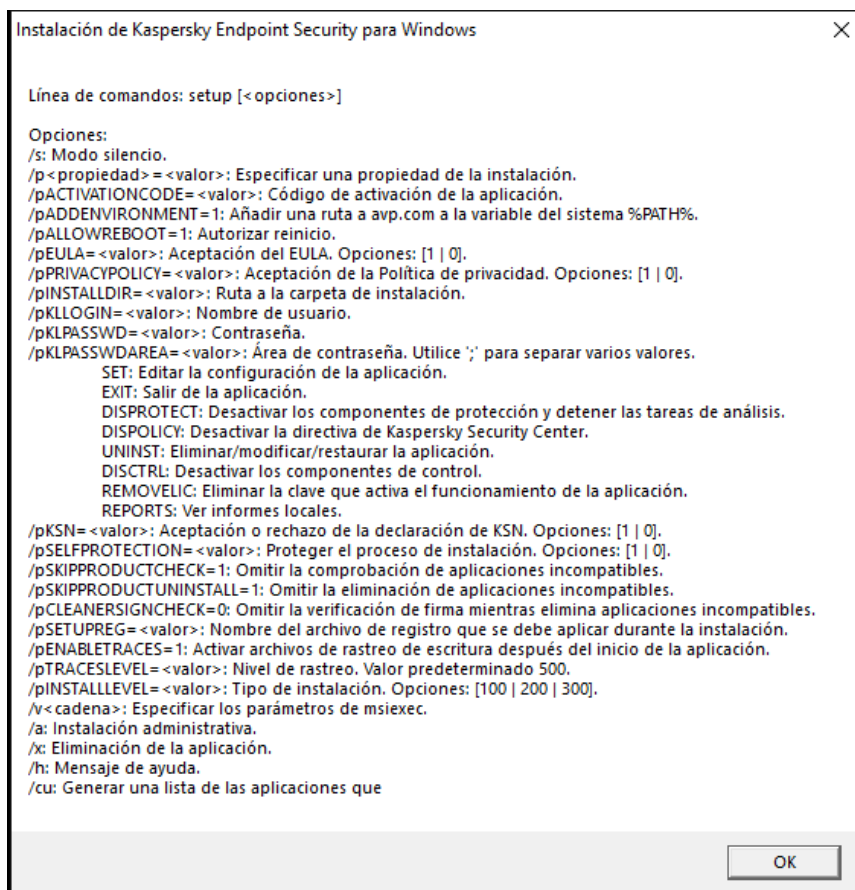 Instalación de Kaspersky Endpoint Security para Windows
Línea de comandos: setup [<opciones>]
Opciones:
/s: Modo silencio.
/p<propiedad>=<valor>: Especificar una propiedad de la instalación.
/pACTIVATIONCODE=<valor>: Código de activación de la aplicación.
/pADDENVIRONMENT=1: Añadir una ruta a avp.com a la variable del sistema %PATH%.
/pALLOWREBOOT=1: Autorizar reinicio.
/pEULA=<valor>: Aceptación del EULA. Opciones: [1 | 0].
/pPRIVACYPOLICY=<valor>: Aceptación de la Política de privacidad. Opciones: [1 | 0].
/pINSTALLDIR=<valor>: Ruta a la carpeta de instalación.
/pKLLOGIN=<valor>: Nombre de usuario.
/pKLPASSWD=<valor>: Contraseña.
/pKLPASSWDAREA=<valor>: Área de contraseña. Utilice ';' para separar varios valores.
SET: Editar la configuración de la aplicación.
EXIT: Salir de la aplicación.
DISPROTECT: Desactivar los componentes de protección y detener las tareas de análisis.
DISPOLICY: Desactivar la directiva de Kaspersky Security Center.
UNINST: Eliminar/modificar/restaurar la aplicación.
DISCTRL: Desactivar los componentes de control.
REMOVELIC: Eliminar la clave que activa el funcionamiento de la aplicación.
REPORTS: Ver informes locales.
/pKSN=<valor>: Aceptación o rechazo de la declaración de KSN. Opciones: [1 | 0].
/pSELFPROTECTION=<valor>: Proteger el proceso de instalación. Opciones: [1 | 0].
/pSKIPPRODUCTCHECK=1: Omitir la comprobación de aplicaciones incompatibles.
/pSKIPPRODUCTUNINSTALL=1: Omitir la eliminación de aplicaciones incompatibles.
/pCLEANERSIGNCHECK=0: Omitir la verificación de firma mientras elimina aplicaciones incompatibles.
/pSETUPREG=<valor>: Nombre del archivo de registro que se debe aplicar durante la instalación.
/pENABLETRACES=1: Activar archivos de rastreo de escritura después del inicio de la aplicación.
/pTRACESLEVEL=<valor>: Nivel de rastreo. Valor predeterminado 500.
/pINSTALLLEVEL=<valor>: Tipo de instalación. Opciones: [100 | 200 | 300].
/v<cadena>: Especificar los parámetros de msiexec.
/a: Instalación administrativa.
/x: Eliminación de la aplicación.
/h: Mensaje de ayuda.
/cu: Generar una lista de las aplicaciones que
OK